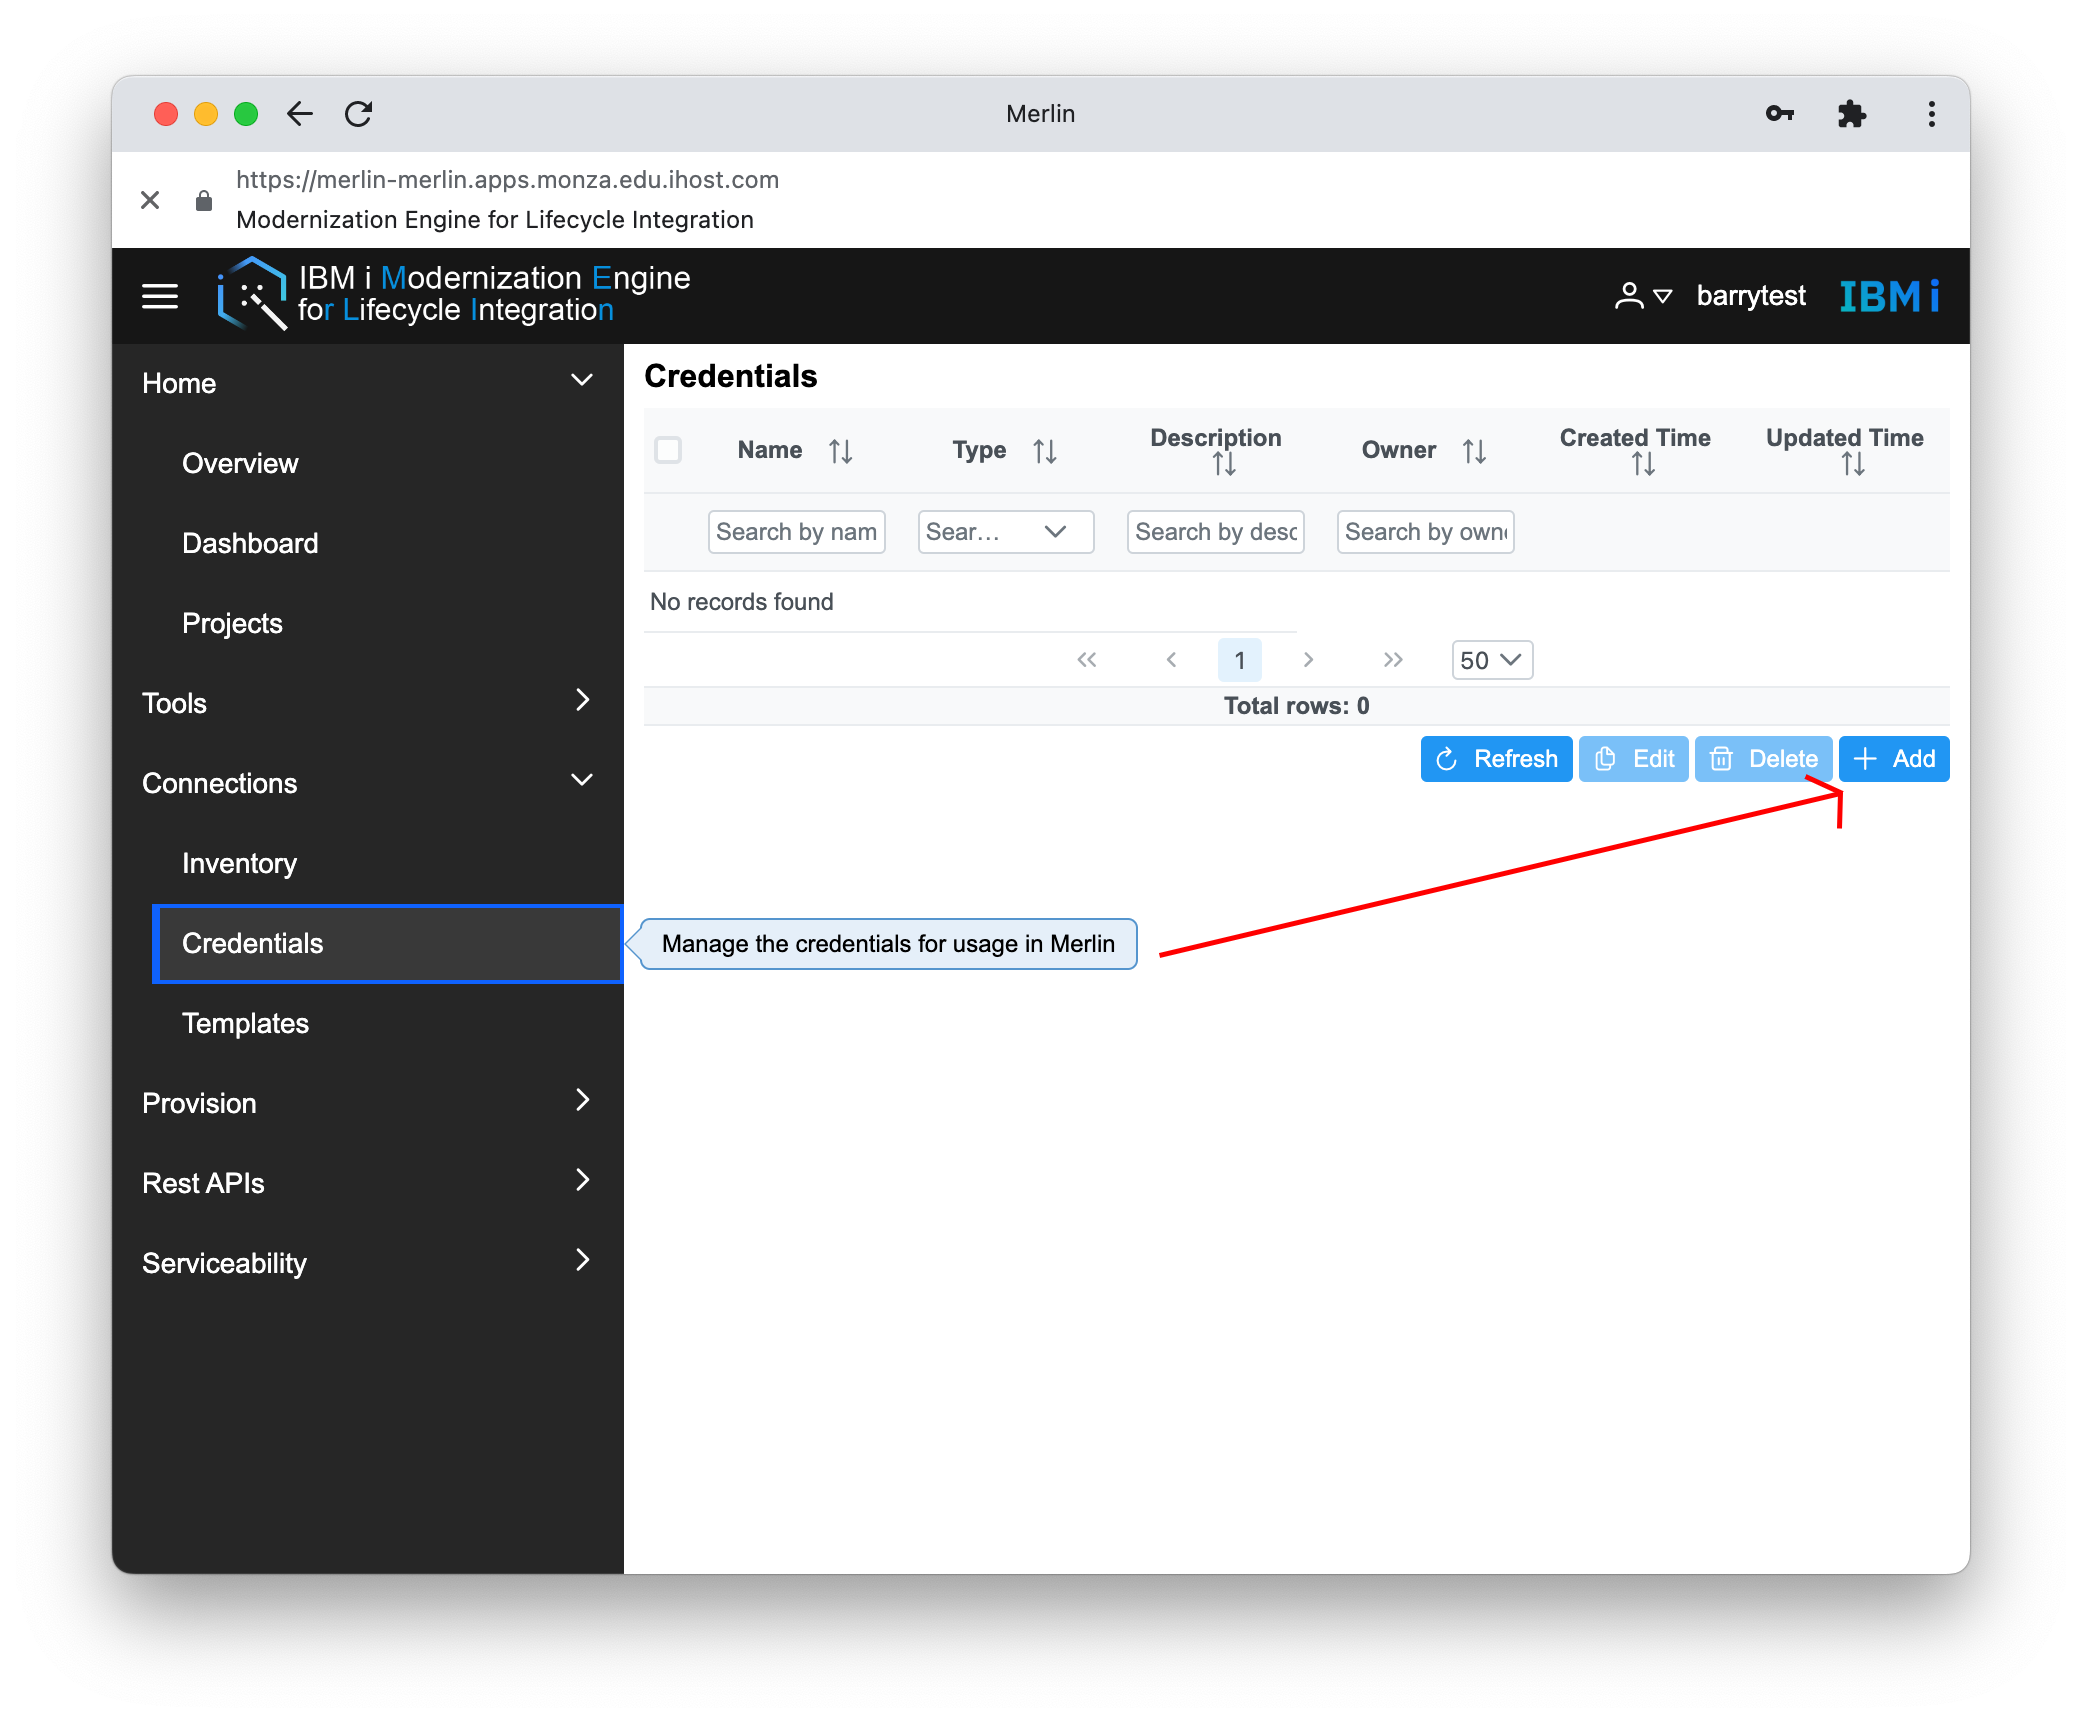 Merlin
https://merlin-merlin.apps.monza.edu.ihost.com
Modernization Engine for Lifecycle Integration
IBM i Modernization Engine
for Lifecycle Integration
barrytest
IBM i
Home
Overview
Dashboard
Projects
Tools
Connections
Inventory
Credentials
Templates
Provision
Rest APIs
Serviceability
Credentials
Name Type Description Owner Created Time Updated Time
Search by nam Sear... Search by desc Search by own
No records found
1 50
Total rows: 0
Refresh Edit Delete Add
Manage the credentials for usage in Merlin